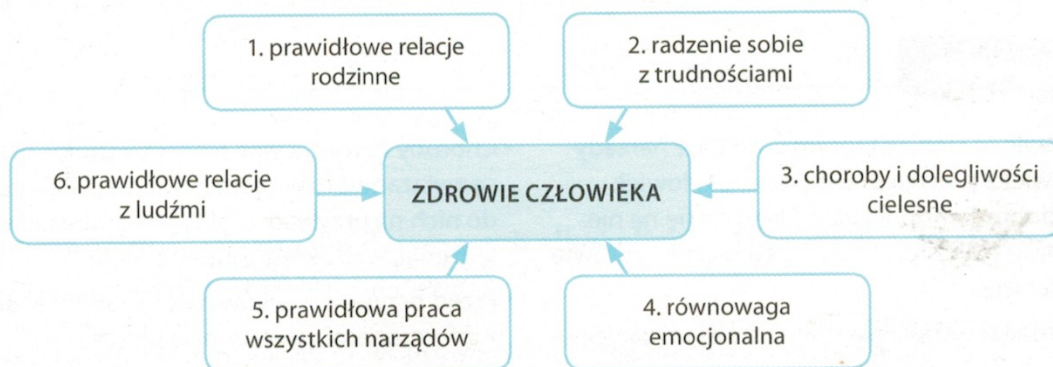 1. prawidłowe relacje
rodzinne
2. radzenie sobie
z trudnościami
6. prawidłowe relacje
z ludźmi
ZDROWIE CZŁOWIEKA
3. choroby i dolegliwości
cielesne
5. prawidłowa praca
wszystkich narządów
4. równowaga
emocjonalna